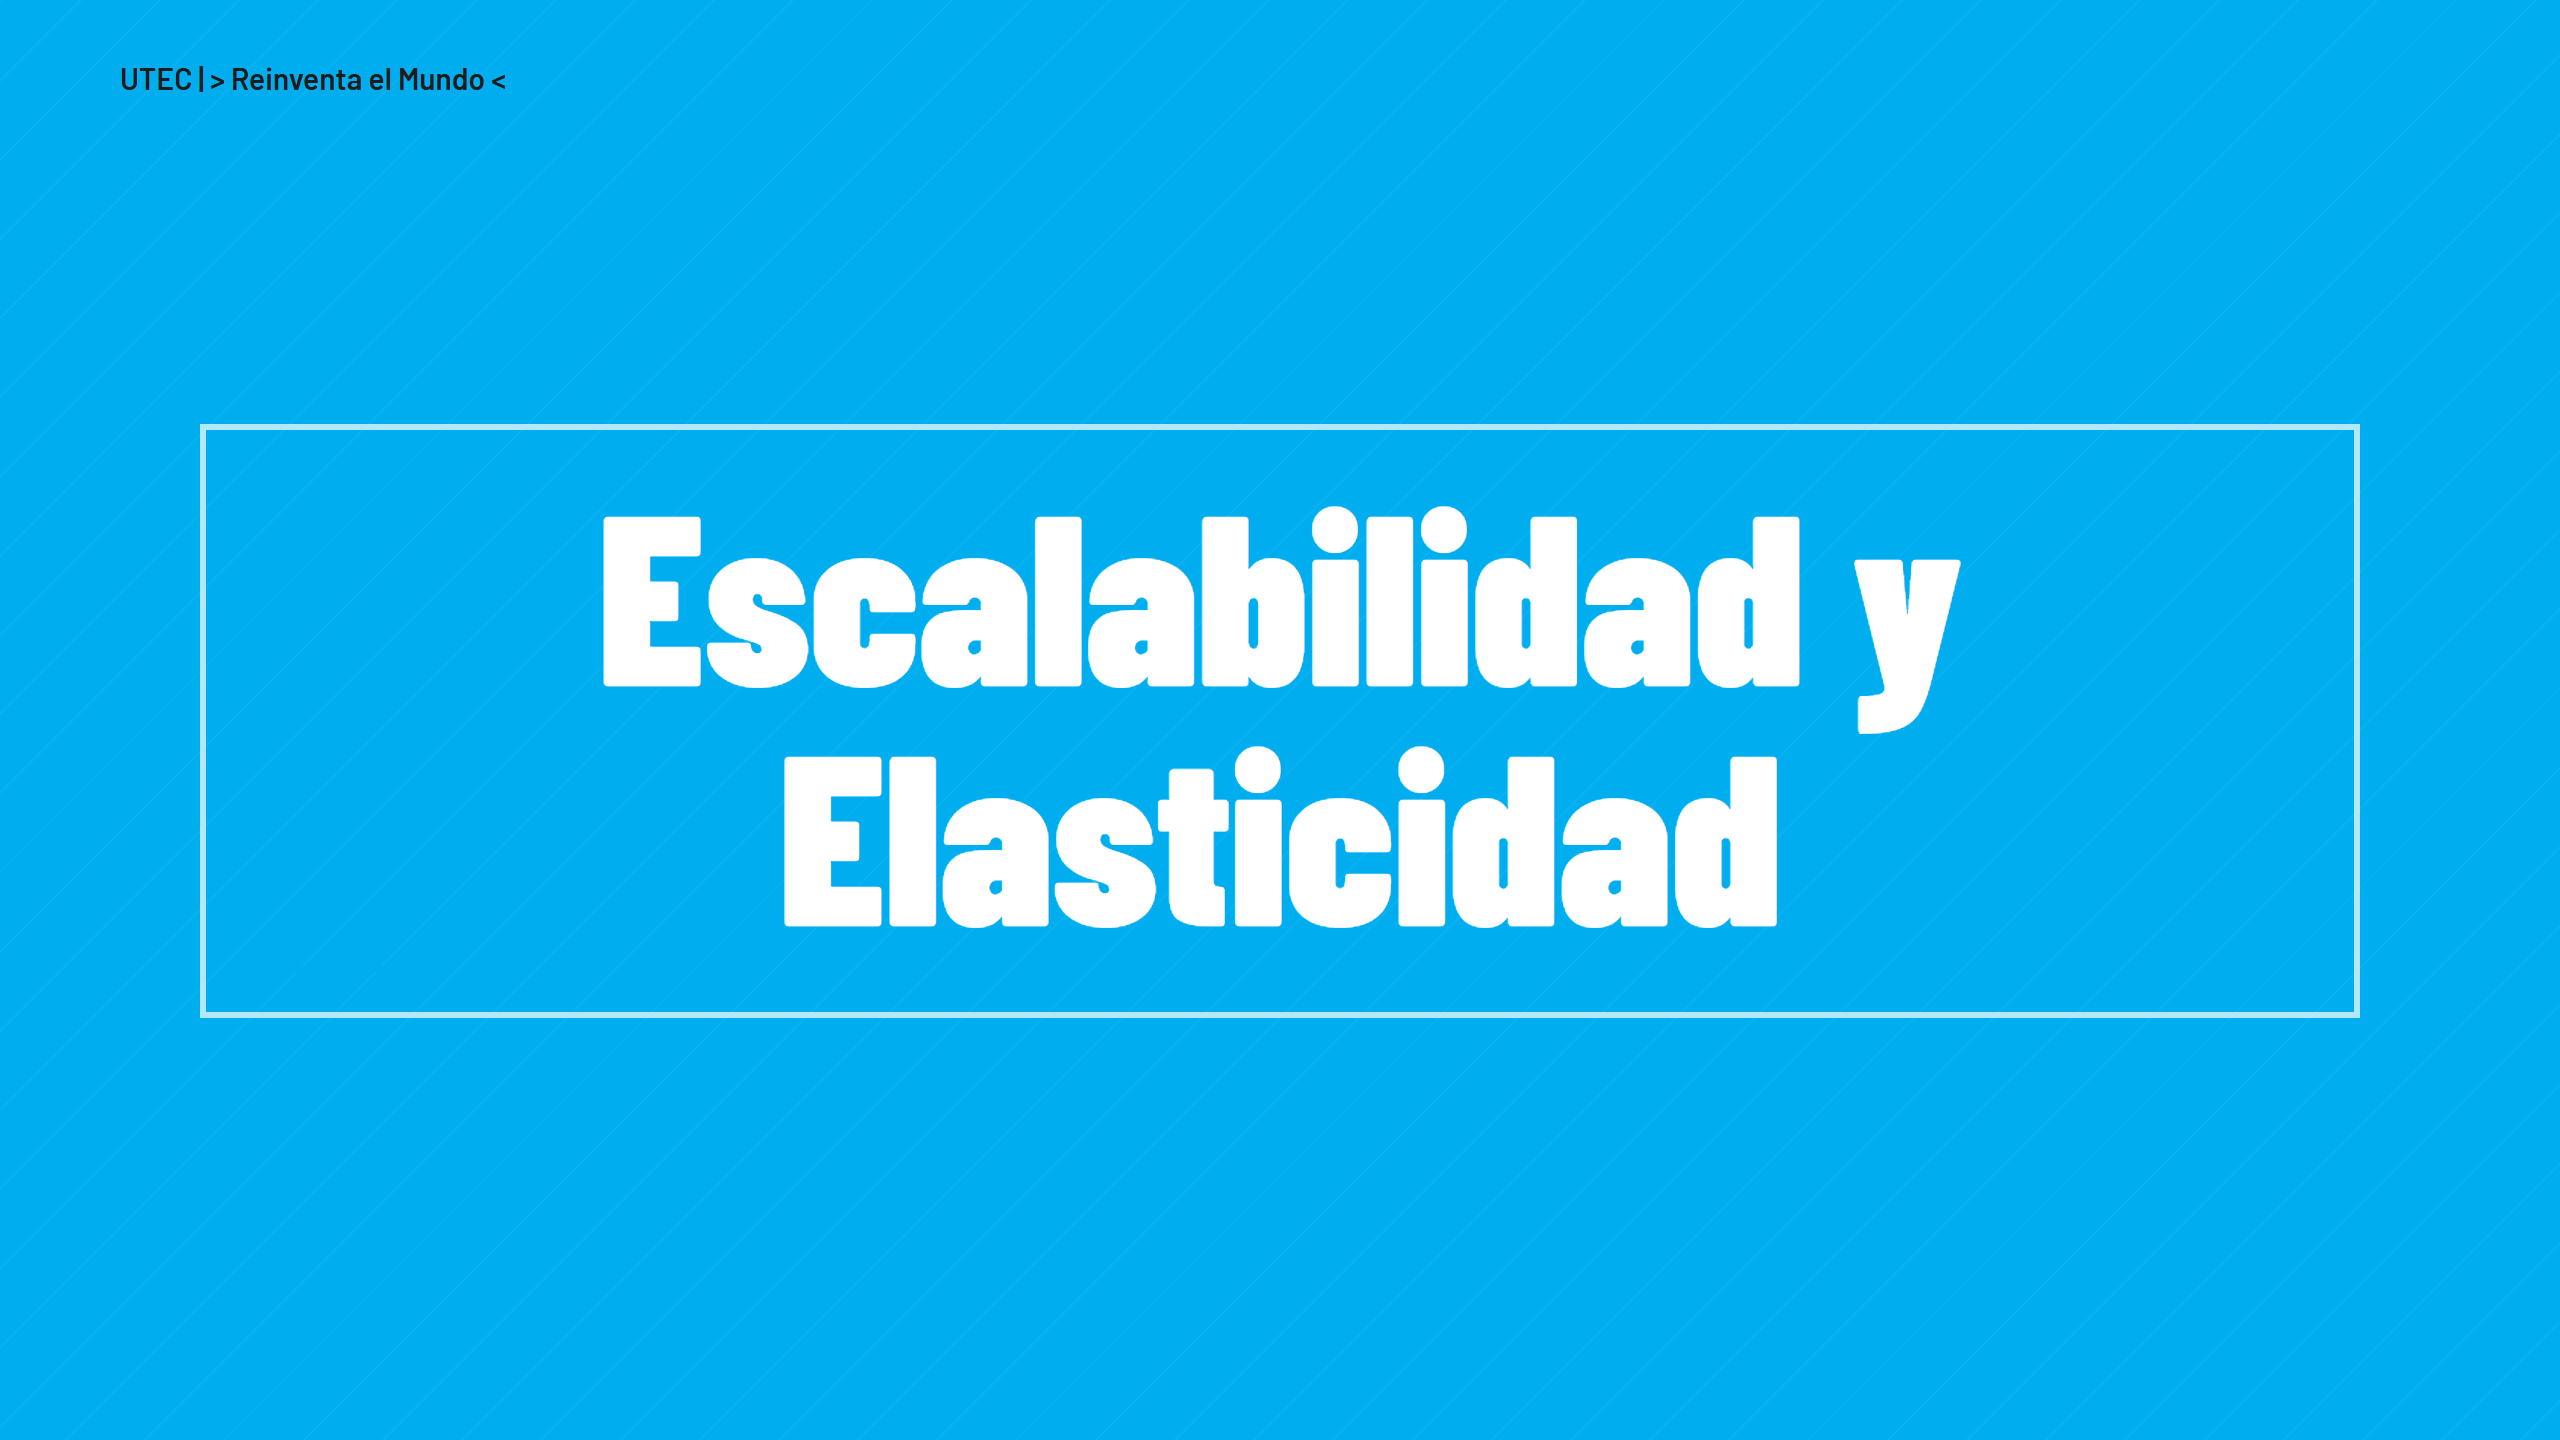 UTEC | > Reinventa el Mundo <
Escalabilidad y
Elasticidad